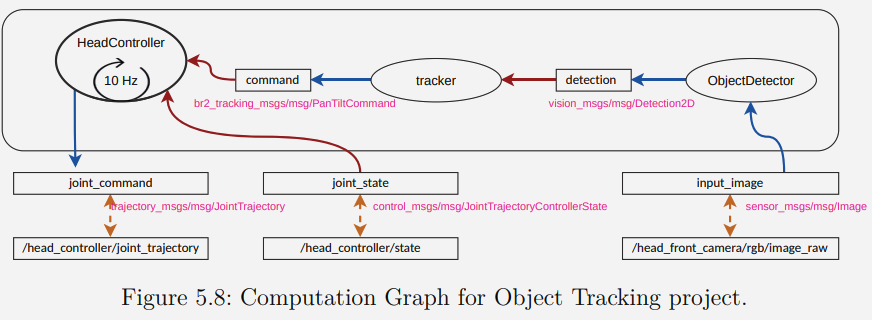 HeadController
10 Hz
command
tracker
detection
ObjectDetector
br2_tracking_msgs/msg/PanTiltCommand
vision_msgs/msg/Detection2D
joint_command
joint_state
input_image
trajectory_msgs/msg/JointTrajectory
control_msgs/msg/JointTrajectoryControllerState
sensor_msgs/msg/Image
/head_controller/joint_trajectory
/head_controller/state
/head_front_camera/rgb/image_raw
Figure 5.8: Computation Graph for Object Tracking project.